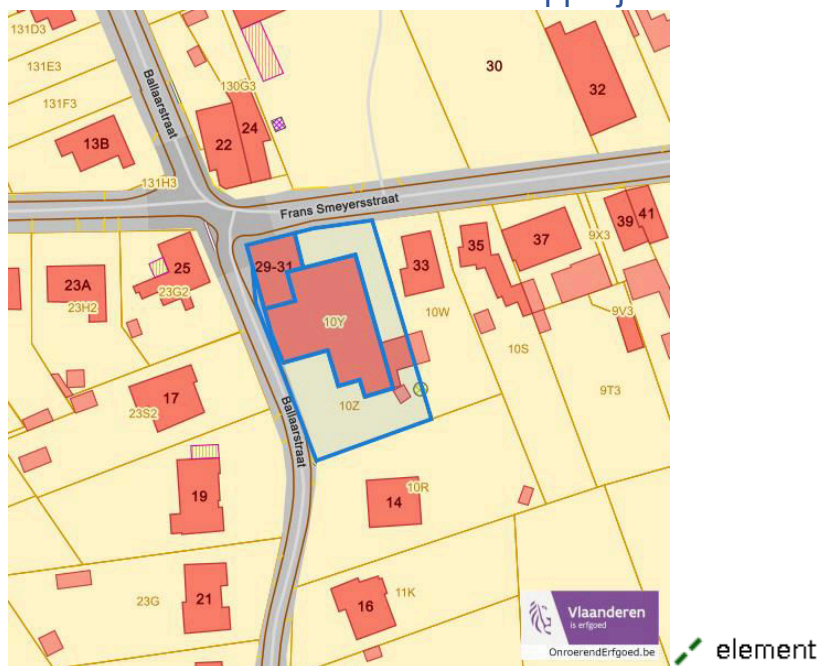 131D3
131E3
131F3
13B
131H3
Ballaarstraat
130G3
22
24
30
32
Frans Smeyersstraat
23A
23H2
25
23G2
29-31
10Y
33
10W
35
37
9X3
39
41
9V3
10S
9T3
17
23S2
10Z
Ballaarstraat
19
14
10R
23G
21
16
11K
Vlaanderen
is erfgoed
OnroerendErfgoed.be
element